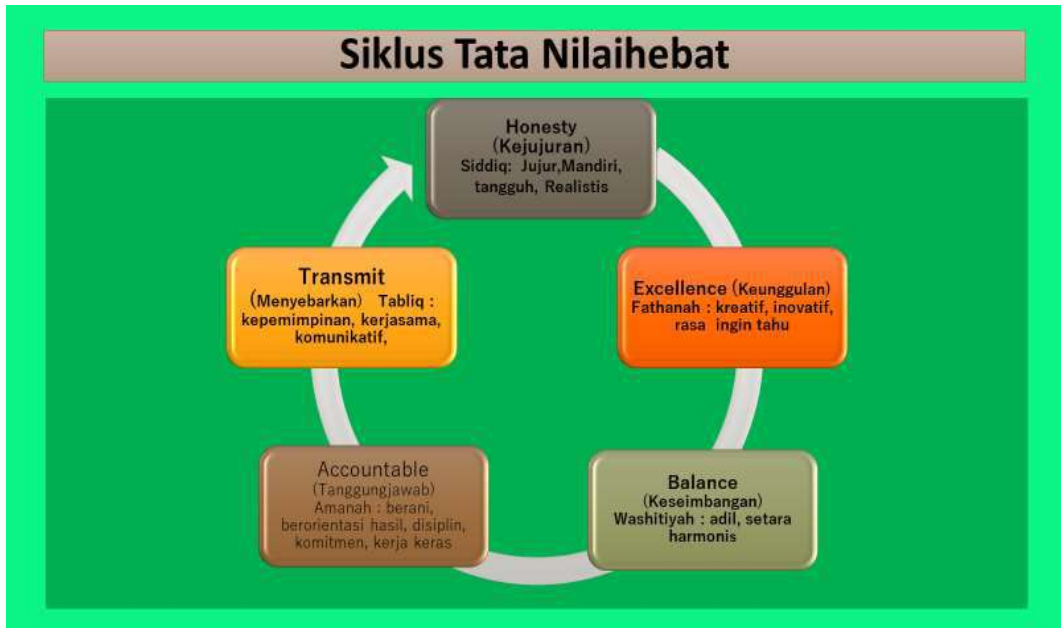 Siklus Tata Nilaihebat
Honesty
(Kejujuran)
Siddiq: Jujur,Mandiri,
tangguh, Realistis
Excellence (Keunggulan)
Fathanah : kreatif, inovatif,
rasa ingin tahu
Balance
(Keseimbangan)
Washitiyah : adil, setara
harmonis
Accountable
(Tanggungjawab)
Amanah : berani,
berorientasi hasil, disiplin,
komitmen, kerja keras
Transmit
(Menyebarkan) Tabliq :
kepemimpinan, kerjasama,
komunikatif,